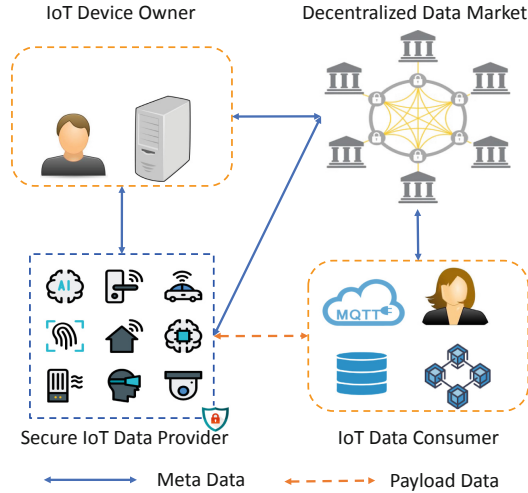 IoT Device Owner
Decentralized Data Market
AI
MQTT
Secure IoT Data Provider
IoT Data Consumer
Meta Data
Payload Data